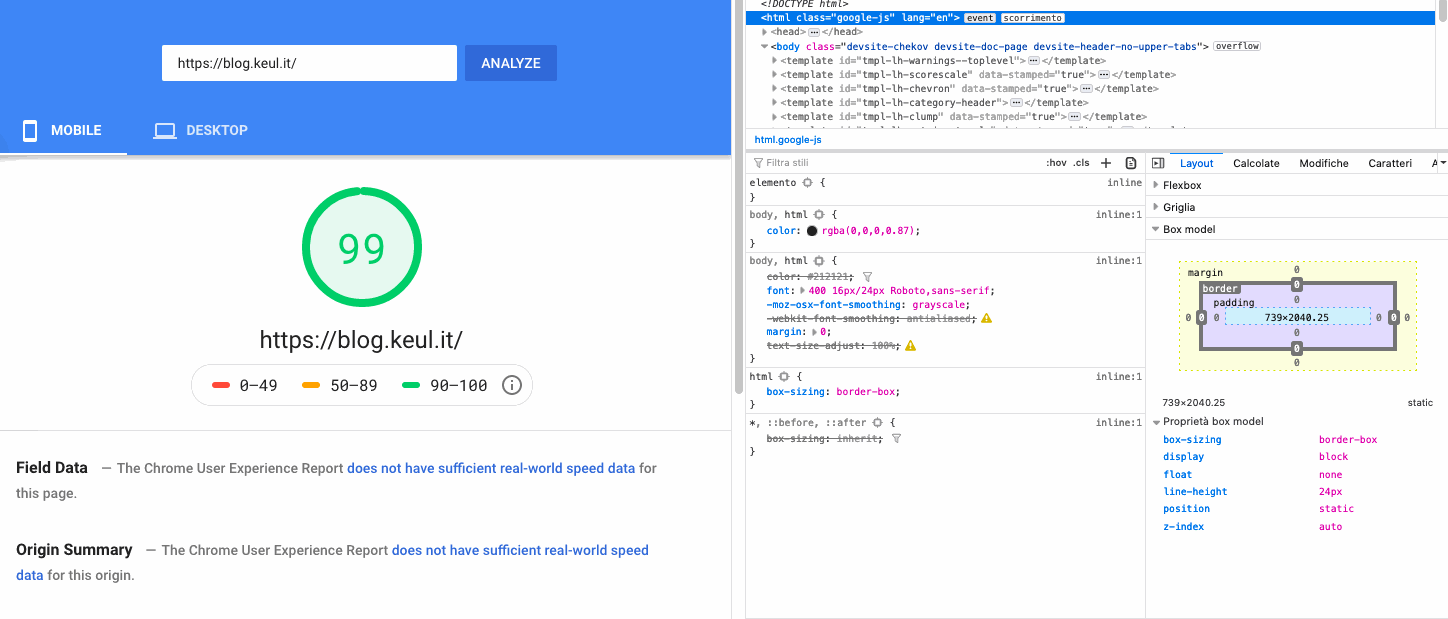 https://blog.keul.it/
ANALYZE
MOBILE
DESKTOP
99
https://blog.keul.it/
0–49
50–89
90–100
Field Data — The Chrome User Experience Report does not have sufficient real-world speed data for
this page.
Origin Summary — The Chrome User Experience Report does not have sufficient real-world speed
data for this origin.
<!DOCTYPE html>
<html class="google-js" lang="en"> event scorrimento
<head>⋯</head>
<body class="devsite-chekov devsite-doc-page devsite-header-no-upper-tabs"> overflow
<template id="tmpl-lh-warnings--toplevel">⋯</template>
<template id="tmpl-lh-scorescale" data-stamped="true">⋯</template>
<template id="tmpl-lh-chevron" data-stamped="true">⋯</template>
<template id="tmpl-lh-category-header">⋯</template>
<template id="tmpl-lh-clump" data-stamped="true">⋯</template>
html.google-js
Filtra stili
:hov .cls +
elemento {
inline
}
body, html {
inline:1
color: rgba(0,0,0,0.87);
}
body, html {
inline:1
color: #212121;
font: 400 16px/24px Roboto,sans-serif;
-moz-osx-font-smoothing: grayscale;
-webkit-font-smoothing: antialiased;
margin: 0;
text-size-adjust: 100%;
}
html {
inline:1
box-sizing: border-box;
}
*, ::before, ::after {
inline:1
box-sizing: inherit;
}
Layout Calcolate Modifiche Caratteri
Flexbox
Griglia
Box model
margin
0
border
0
padding
0
0 0 0 739×2040.25 0 0 0
0
0
0
739×2040.25 static
Proprietà box model
box-sizing border-box
display block
float none
line-height 24px
position static
z-index auto